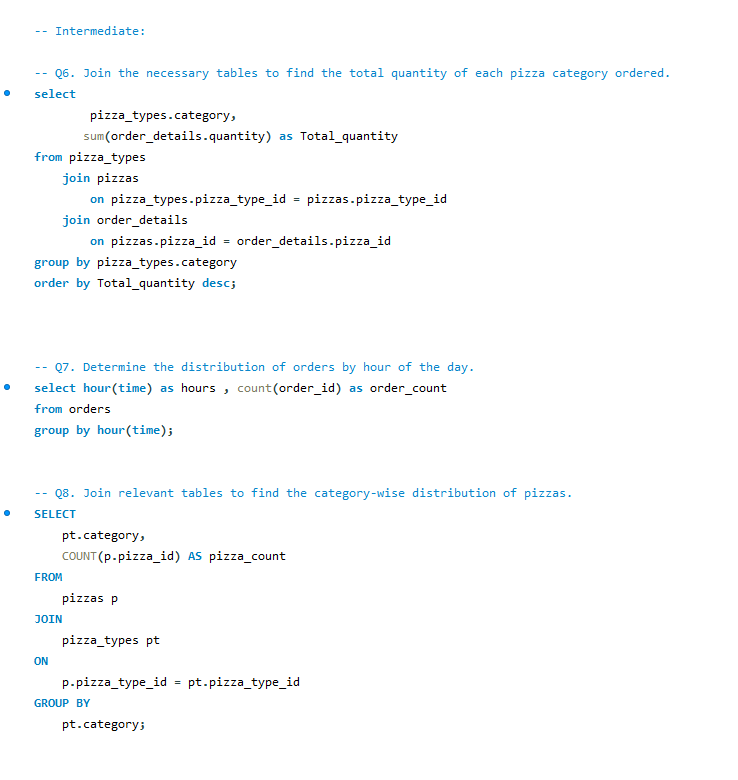 -- Intermediate:
-- Q6. Join the necessary tables to find the total quantity of each pizza category ordered.
select
pizza_types.category,
sum(order_details.quantity) as Total_quantity
from pizza_types
join pizzas
on pizza_types.pizza_type_id = pizzas.pizza_type_id
join order_details
on pizzas.pizza_id = order_details.pizza_id
group by pizza_types.category
order by Total_quantity desc;
-- Q7. Determine the distribution of orders by hour of the day.
select hour(time) as hours , count(order_id) as order_count
from orders
group by hour(time);
-- Q8. Join relevant tables to find the category-wise distribution of pizzas.
SELECT
pt.category,
COUNT(p.pizza_id) AS pizza_count
FROM
pizzas p
JOIN
pizza_types pt
ON
p.pizza_type_id = pt.pizza_type_id
GROUP BY
pt.category;